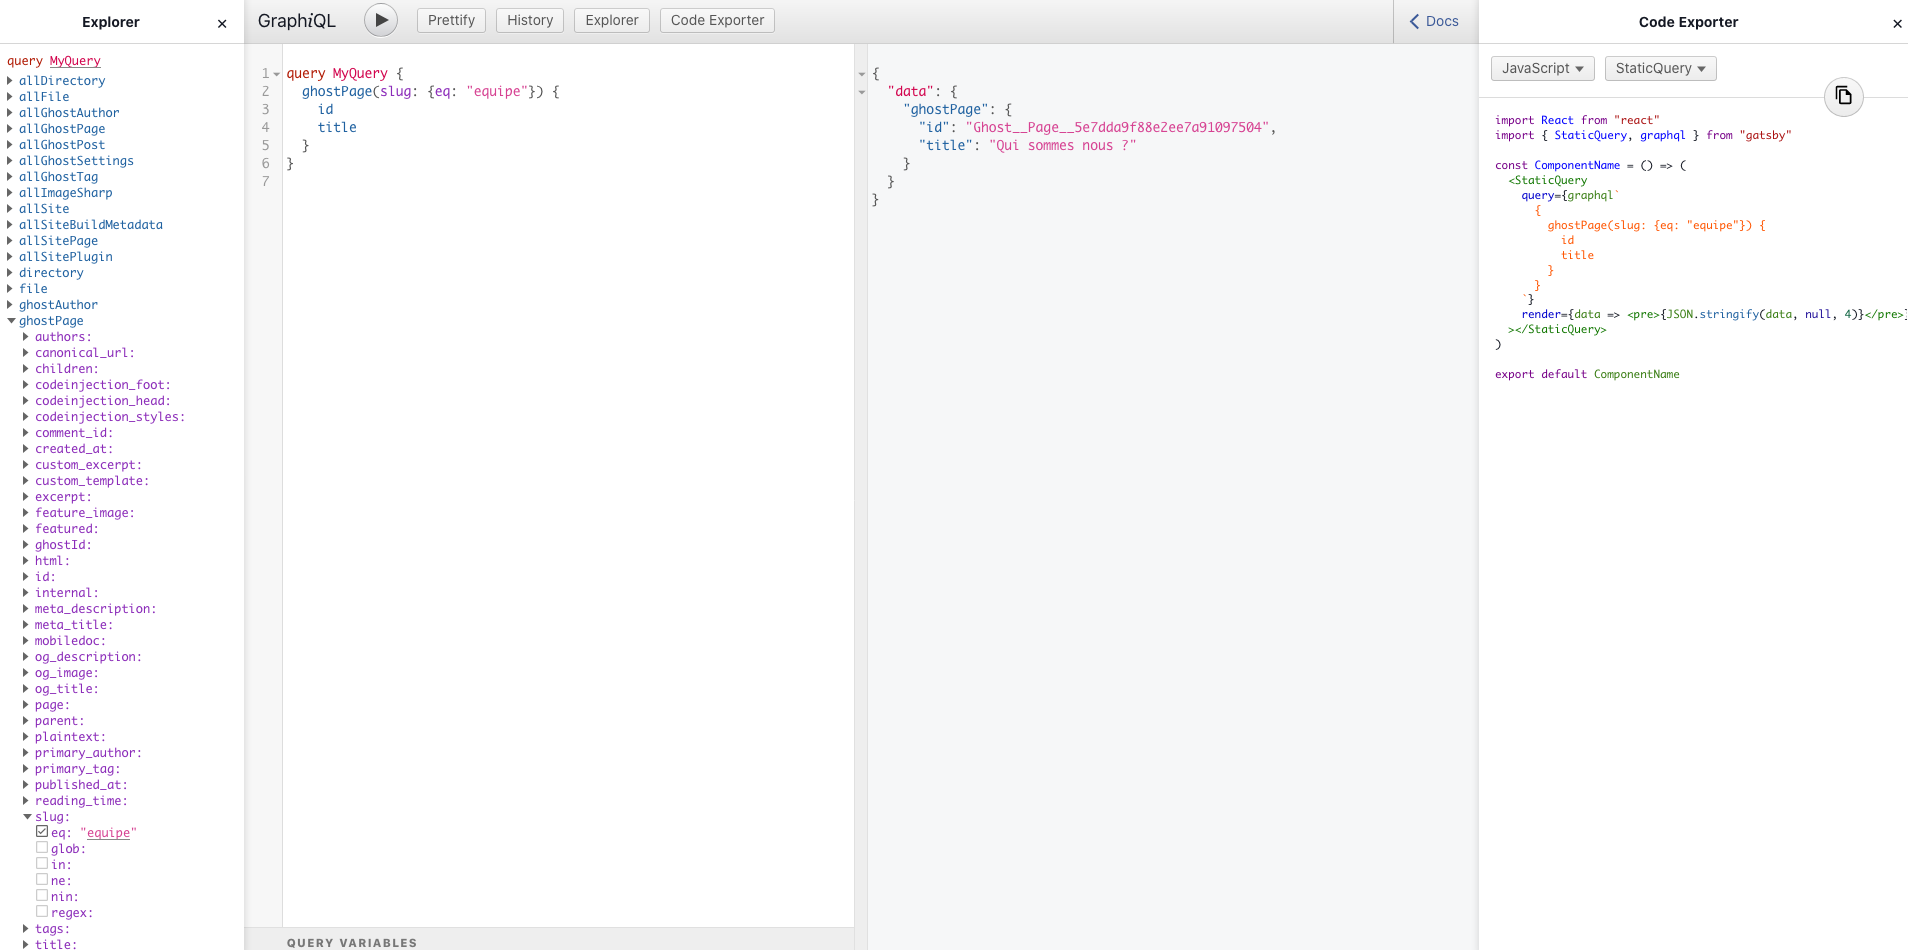 Explorer
×
query MyQuery
allDirectory
allFile
allGhostAuthor
allGhostPage
allGhostPost
allGhostSettings
allGhostTag
allImageSharp
allSite
allSiteBuildMetadata
allSitePage
allSitePlugin
directory
file
ghostAuthor
ghostPage
authors:
canonical_url:
children:
codeinjection_foot:
codeinjection_head:
codeinjection_styles:
comment_id:
created_at:
custom_excerpt:
custom_template:
excerpt:
feature_image:
featured:
ghostId:
html:
id:
internal:
meta_description:
meta_title:
mobiledoc:
og_description:
og_image:
og_title:
page:
parent:
plaintext:
primary_author:
primary_tag:
published_at:
reading_time:
slug:
eq: "equipe"
glob:
in:
ne:
nin:
regex:
tags:
title:
GraphiQL
Prettify
History
Explorer
Code Exporter
Docs
1 query MyQuery {
2 ghostPage(slug: {eq: "equipe"}) {
3 id
4 title
5 }
6 }
7
QUERY VARIABLES
{
"data": {
"ghostPage": {
"id": "Ghost__Page__5e7dda9f88e2ee7a91097504",
"title": "Qui sommes nous ?"
}
}
}
Code Exporter
×
JavaScript
StaticQuery
import React from "react"
import { StaticQuery, graphql } from "gatsby"
const ComponentName = () => (
<StaticQuery
query={graphql`
{
ghostPage(slug: {eq: "equipe"}) {
id
title
}
}
`}
render={data => <pre>{JSON.stringify(data, null, 4)}</pre>}
></StaticQuery>
)
export default ComponentName